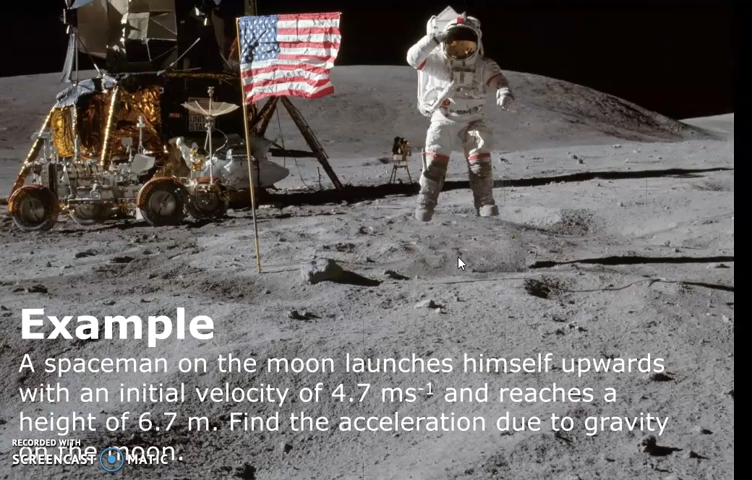 Example
A spaceman on the moon launches himself upwards
with an initial velocity of 4.7 ms⁻¹ and reaches a
height of 6.7 m. Find the acceleration due to gravity
on the moon.
RECORDED WITH
SCREENCAST MATIC